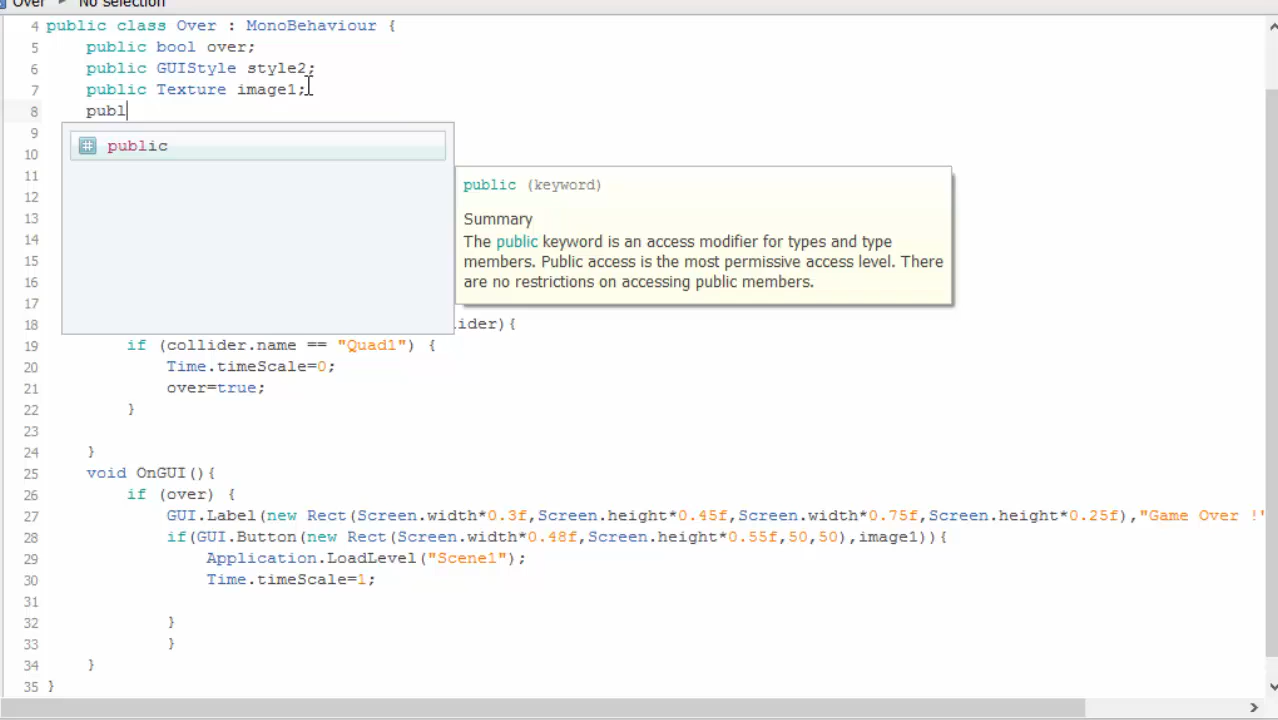 Over ▸ No selection
4 public class Over : MonoBehaviour {
5 public bool over;
6 public GUIStyle style2;
7 public Texture image1;
8 publ
9
public
10
11
public (keyword)
12
13
Summary
14
The public keyword is an access modifier for types and type
15
members. Public access is the most permissive access level. There
16
are no restrictions on accessing public members.
17
18 lider){
19 if (collider.name == "Quad1") {
20 Time.timeScale=0;
21 over=true;
22 }
23
24 }
25 void OnGUI(){
26 if (over) {
27 GUI.Label(new Rect(Screen.width*0.3f,Screen.height*0.45f,Screen.width*0.75f,Screen.height*0.25f),"Game Over !"
28 if(GUI.Button(new Rect(Screen.width*0.48f,Screen.height*0.55f,50,50),image1)){
29 Application.LoadLevel("Scene1");
30 Time.timeScale=1;
31
32 }
33 }
34 }
35 }